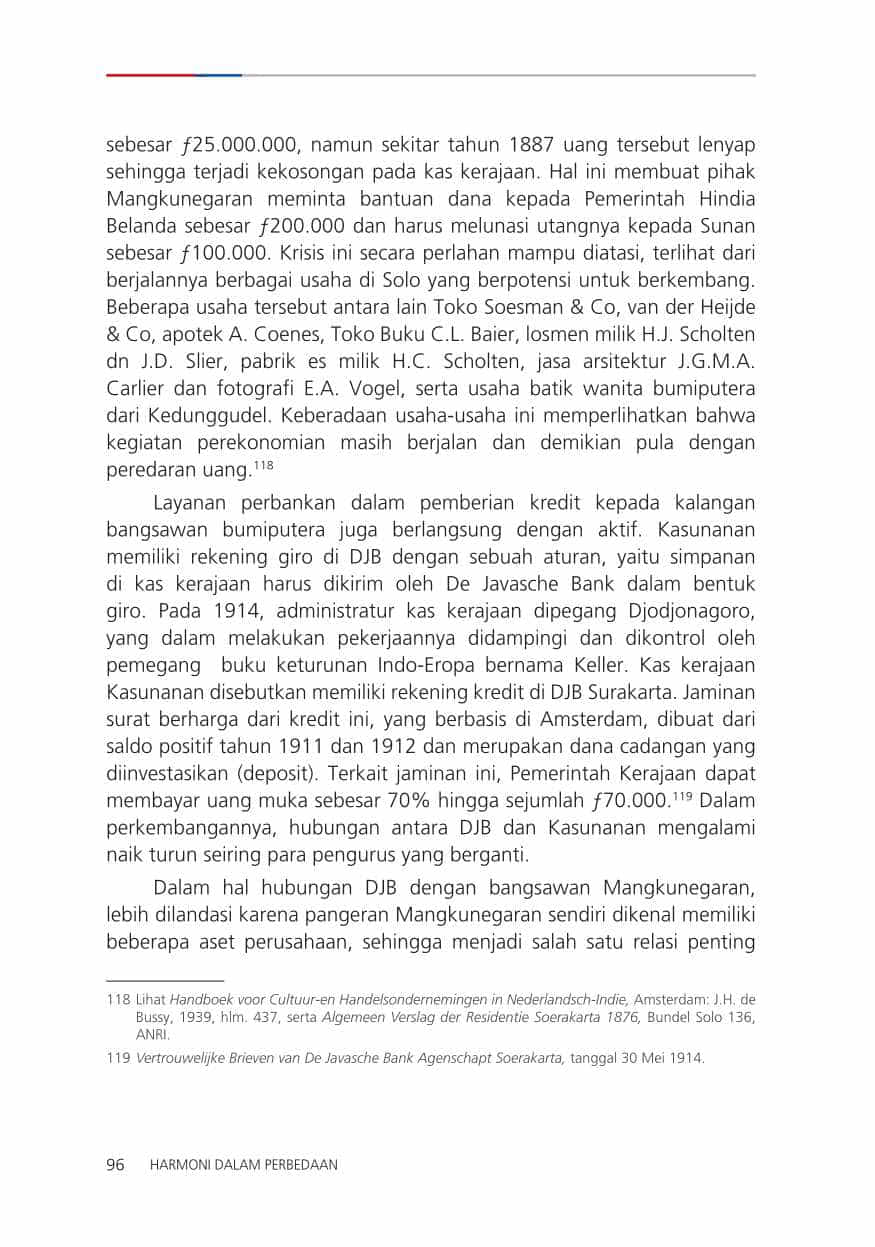 sebesar ƒ25.000.000, namun sekitar tahun 1887 uang tersebut lenyap
sehingga terjadi kekosongan pada kas kerajaan. Hal ini membuat pihak
Mangkunegaran meminta bantuan dana kepada Pemerintah Hindia
Belanda sebesar ƒ200.000 dan harus melunasi utangnya kepada Sunan
sebesar ƒ100.000. Krisis ini secara perlahan mampu diatasi, terlihat dari
berjalannya berbagai usaha di Solo yang berpotensi untuk berkembang.
Beberapa usaha tersebut antara lain Toko Soesman & Co, van der Heijde
& Co, apotek A. Coenes, Toko Buku C.L. Baier, losmen milik H.J. Scholten
dn J.D. Slier, pabrik es milik H.C. Scholten, jasa arsitektur J.G.M.A.
Carlier dan fotografi E.A. Vogel, serta usaha batik wanita bumiputera
dari Kedunggudel. Keberadaan usaha-usaha ini memperlihatkan bahwa
kegiatan perekonomian masih berjalan dan demikian pula dengan
peredaran uang.118
Layanan perbankan dalam pemberian kredit kepada kalangan
bangsawan bumiputera juga berlangsung dengan aktif. Kasunanan
memiliki rekening giro di DJB dengan sebuah aturan, yaitu simpanan
di kas kerajaan harus dikirim oleh De Javasche Bank dalam bentuk
giro. Pada 1914, administratur kas kerajaan dipegang Djodjonagoro,
yang dalam melakukan pekerjaannya didampingi dan dikontrol oleh
pemegang buku keturunan Indo-Eropa bernama Keller. Kas kerajaan
Kasunanan disebutkan memiliki rekening kredit di DJB Surakarta. Jaminan
surat berharga dari kredit ini, yang berbasis di Amsterdam, dibuat dari
saldo positif tahun 1911 dan 1912 dan merupakan dana cadangan yang
diinvestasikan (deposit). Terkait jaminan ini, Pemerintah Kerajaan dapat
membayar uang muka sebesar 70% hingga sejumlah ƒ70.000.119 Dalam
perkembangannya, hubungan antara DJB dan Kasunanan mengalami
naik turun seiring para pengurus yang berganti.
Dalam hal hubungan DJB dengan bangsawan Mangkunegaran,
lebih dilandasi karena pangeran Mangkunegaran sendiri dikenal memiliki
beberapa aset perusahaan, sehingga menjadi salah satu relasi penting
118 Lihat Handboek voor Cultuur-en Handelsondernemingen in Nederlandsch-Indie, Amsterdam: J.H. de
Bussy, 1939, hlm. 437, serta Algemeen Verslag der Residentie Soerakarta 1876, Bundel Solo 136,
ANRI.
119 Vertrouwelijke Brieven van De Javasche Bank Agenschapt Soerakarta, tanggal 30 Mei 1914.
96 HARMONI DALAM PERBEDAAN